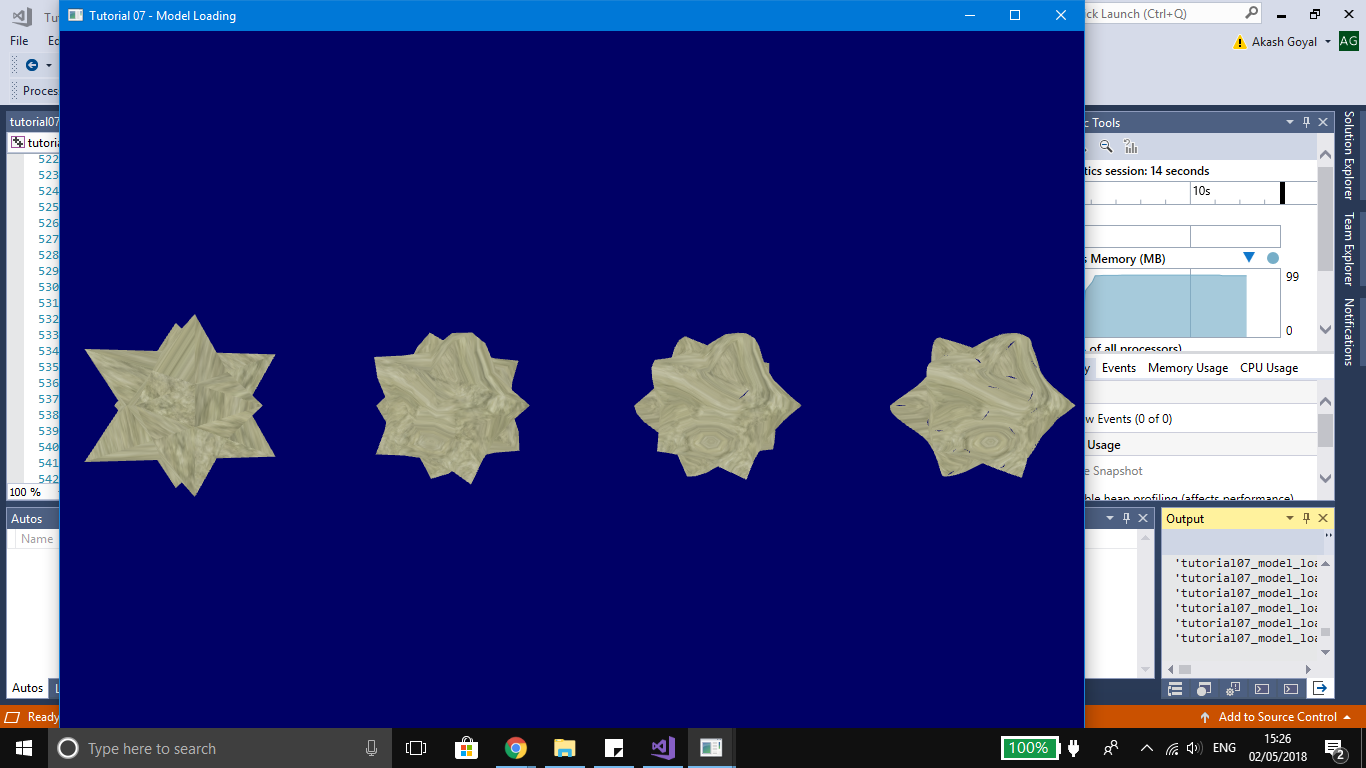 Tutorial 07 - Model Loading
Tu
ck Launch (Ctrl+Q)
File
Ed
Akash Goyal
AG
Proces
tutorial07
c Tools
tutoria
522
523
524
525
526
527
528
529
530
531
532
533
534
535
536
537
538
539
540
541
542
100 %
tics session: 14 seconds
10s
s Memory (MB)
99
0
of all processors)
y
Events
Memory Usage
CPU Usage
w Events (0 of 0)
Usage
e Snapshot
ble heap profiling (affects performance)
Solution Explorer
Team Explorer
Notifications
Autos
Name
Autos
L
Output
'tutorial07_model_loa
'tutorial07_model_loa
'tutorial07_model_loa
'tutorial07_model_loa
'tutorial07_model_loa
'tutorial07_model_loa
Ready
Add to Source Control
Type here to search
100%
ENG
15:26
02/05/2018
2